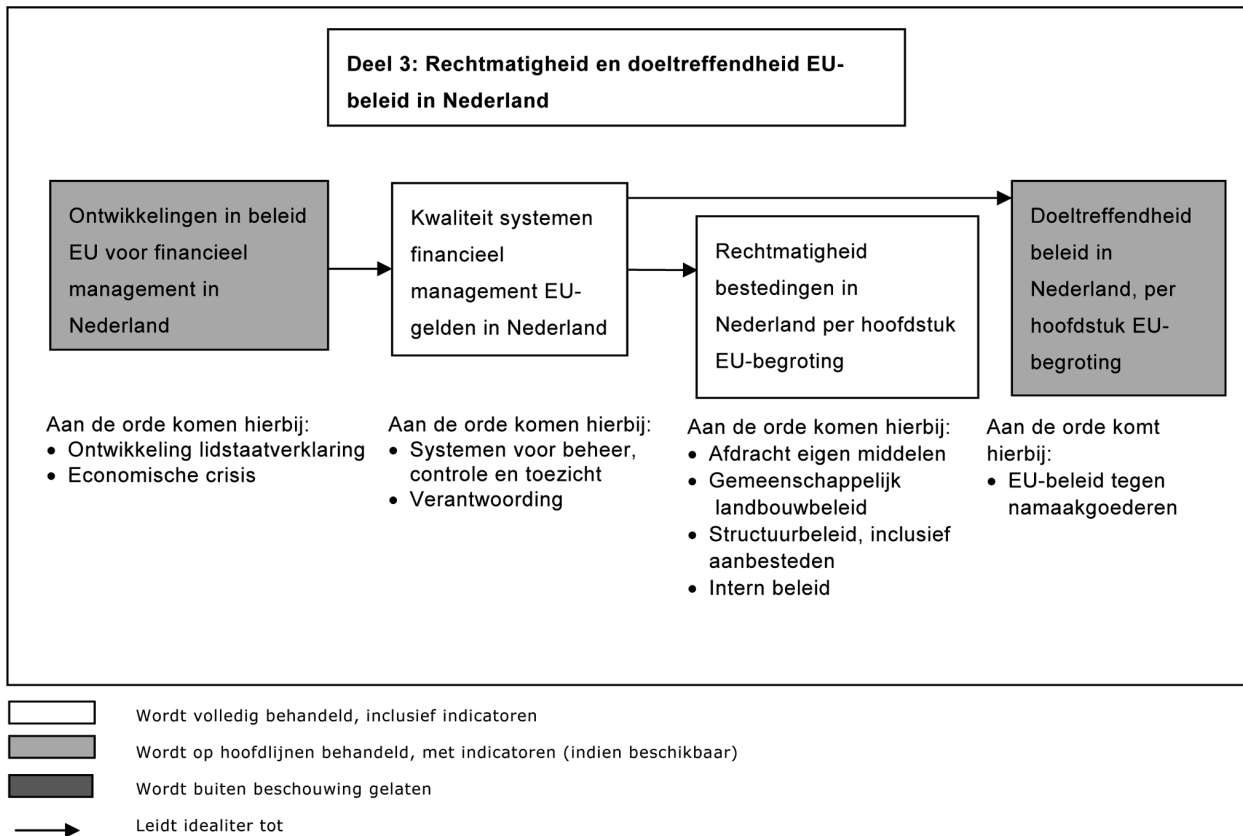 Deel 3: Rechtmatigheid en doeltreffendheid EU-
beleid in Nederland
Ontwikkelingen in beleid
EU voor financieel
management in
Nederland
Kwaliteit systemen
financieel
management EU-
gelden in Nederland
Rechtmatigheid
bestedingen in
Nederland per hoofdstuk
EU-begroting
Doeltreffendheid
beleid in
Nederland, per
hoofdstuk EU-
begroting
Aan de orde komen hierbij:
• Ontwikkeling lidstaatverklaring
• Economische crisis
Aan de orde komen hierbij:
• Systemen voor beheer,
controle en toezicht
• Verantwoording
Aan de orde komen hierbij:
• Afdracht eigen middelen
• Gemeenschappelijk
landbouwbeleid
• Structuurbeleid, inclusief
aanbesteden
• Intern beleid
Aan de orde komt
hierbij:
• EU-beleid tegen
namaakgoederen
Wordt volledig behandeld, inclusief indicatoren
Wordt op hoofdlijnen behandeld, met indicatoren (indien beschikbaar)
Wordt buiten beschouwing gelaten
Leidt idealiter tot